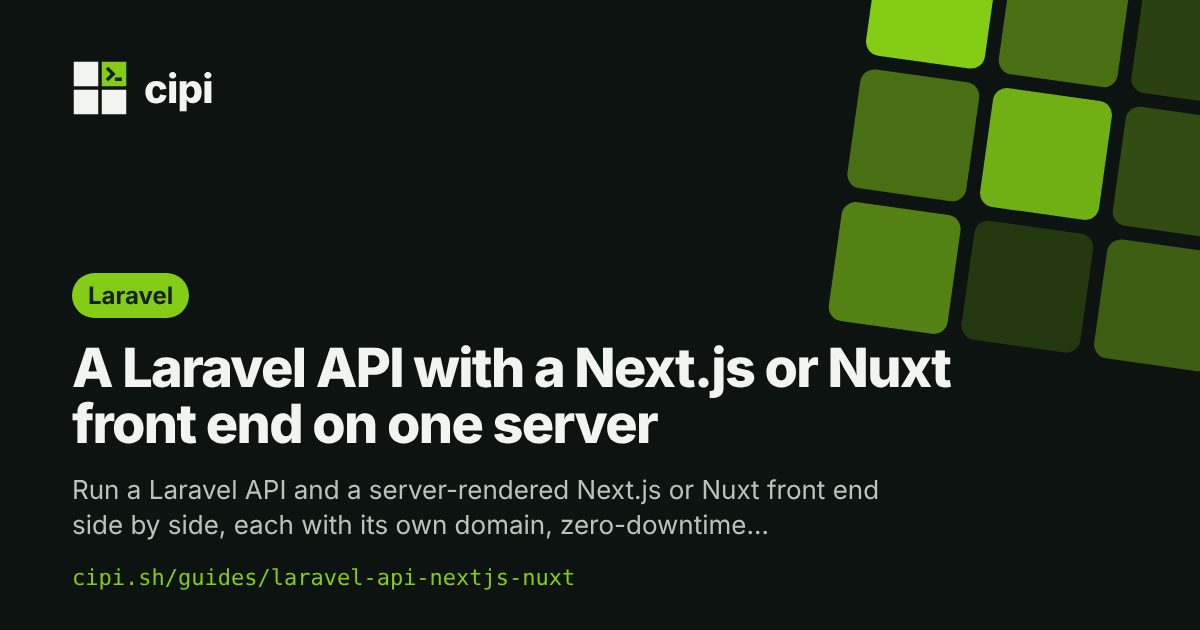 cipi
Laravel
A Laravel API with a Next.js or Nuxt
front end on one server
Run a Laravel API and a server-rendered Next.js or Nuxt front end
side by side, each with its own domain, zero-downtime...
cipi.sh/guides/laravel-api-nextjs-nuxt